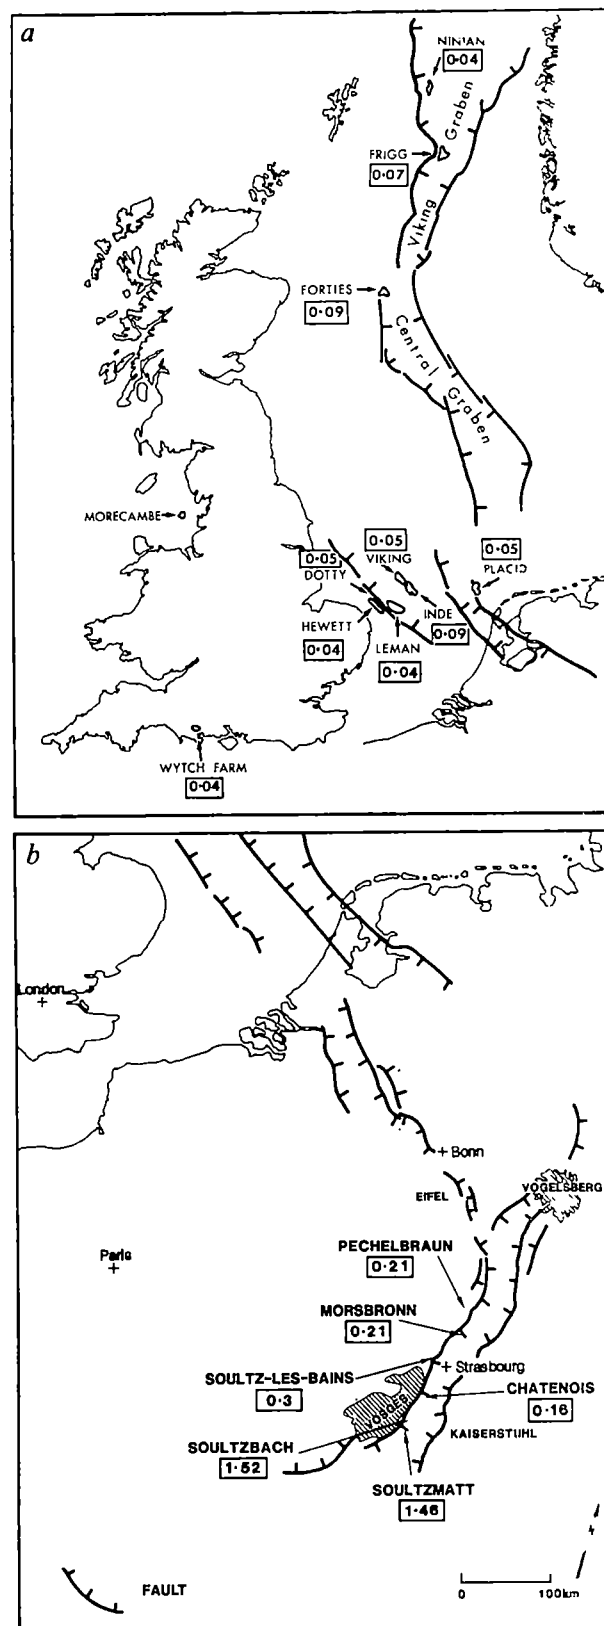 a
NINIAN
0·04
Viking Graben
FRIGG
0·07
FORTIES
0·09
Central Graben
MORECAMBE
0·05
DOTTY
0·05
VIKING
0·05
PLACID
HEWETT
0·04
INDE
0·09
LEMAN
0·04
WYTCH FARM
0·04
b
London
Bonn
EIFEL
VOGELSBERG
Paris
PECHELBRAUN
0·21
MORSBRONN
0·21
SOULTZ-LES-BAINS
0·3
Strasbourg
VOSGES
CHATENOIS
0·16
KAISERSTUHL
SOULTZBACH
1·52
SOULTZMATT
1·46
FAULT
0 100km